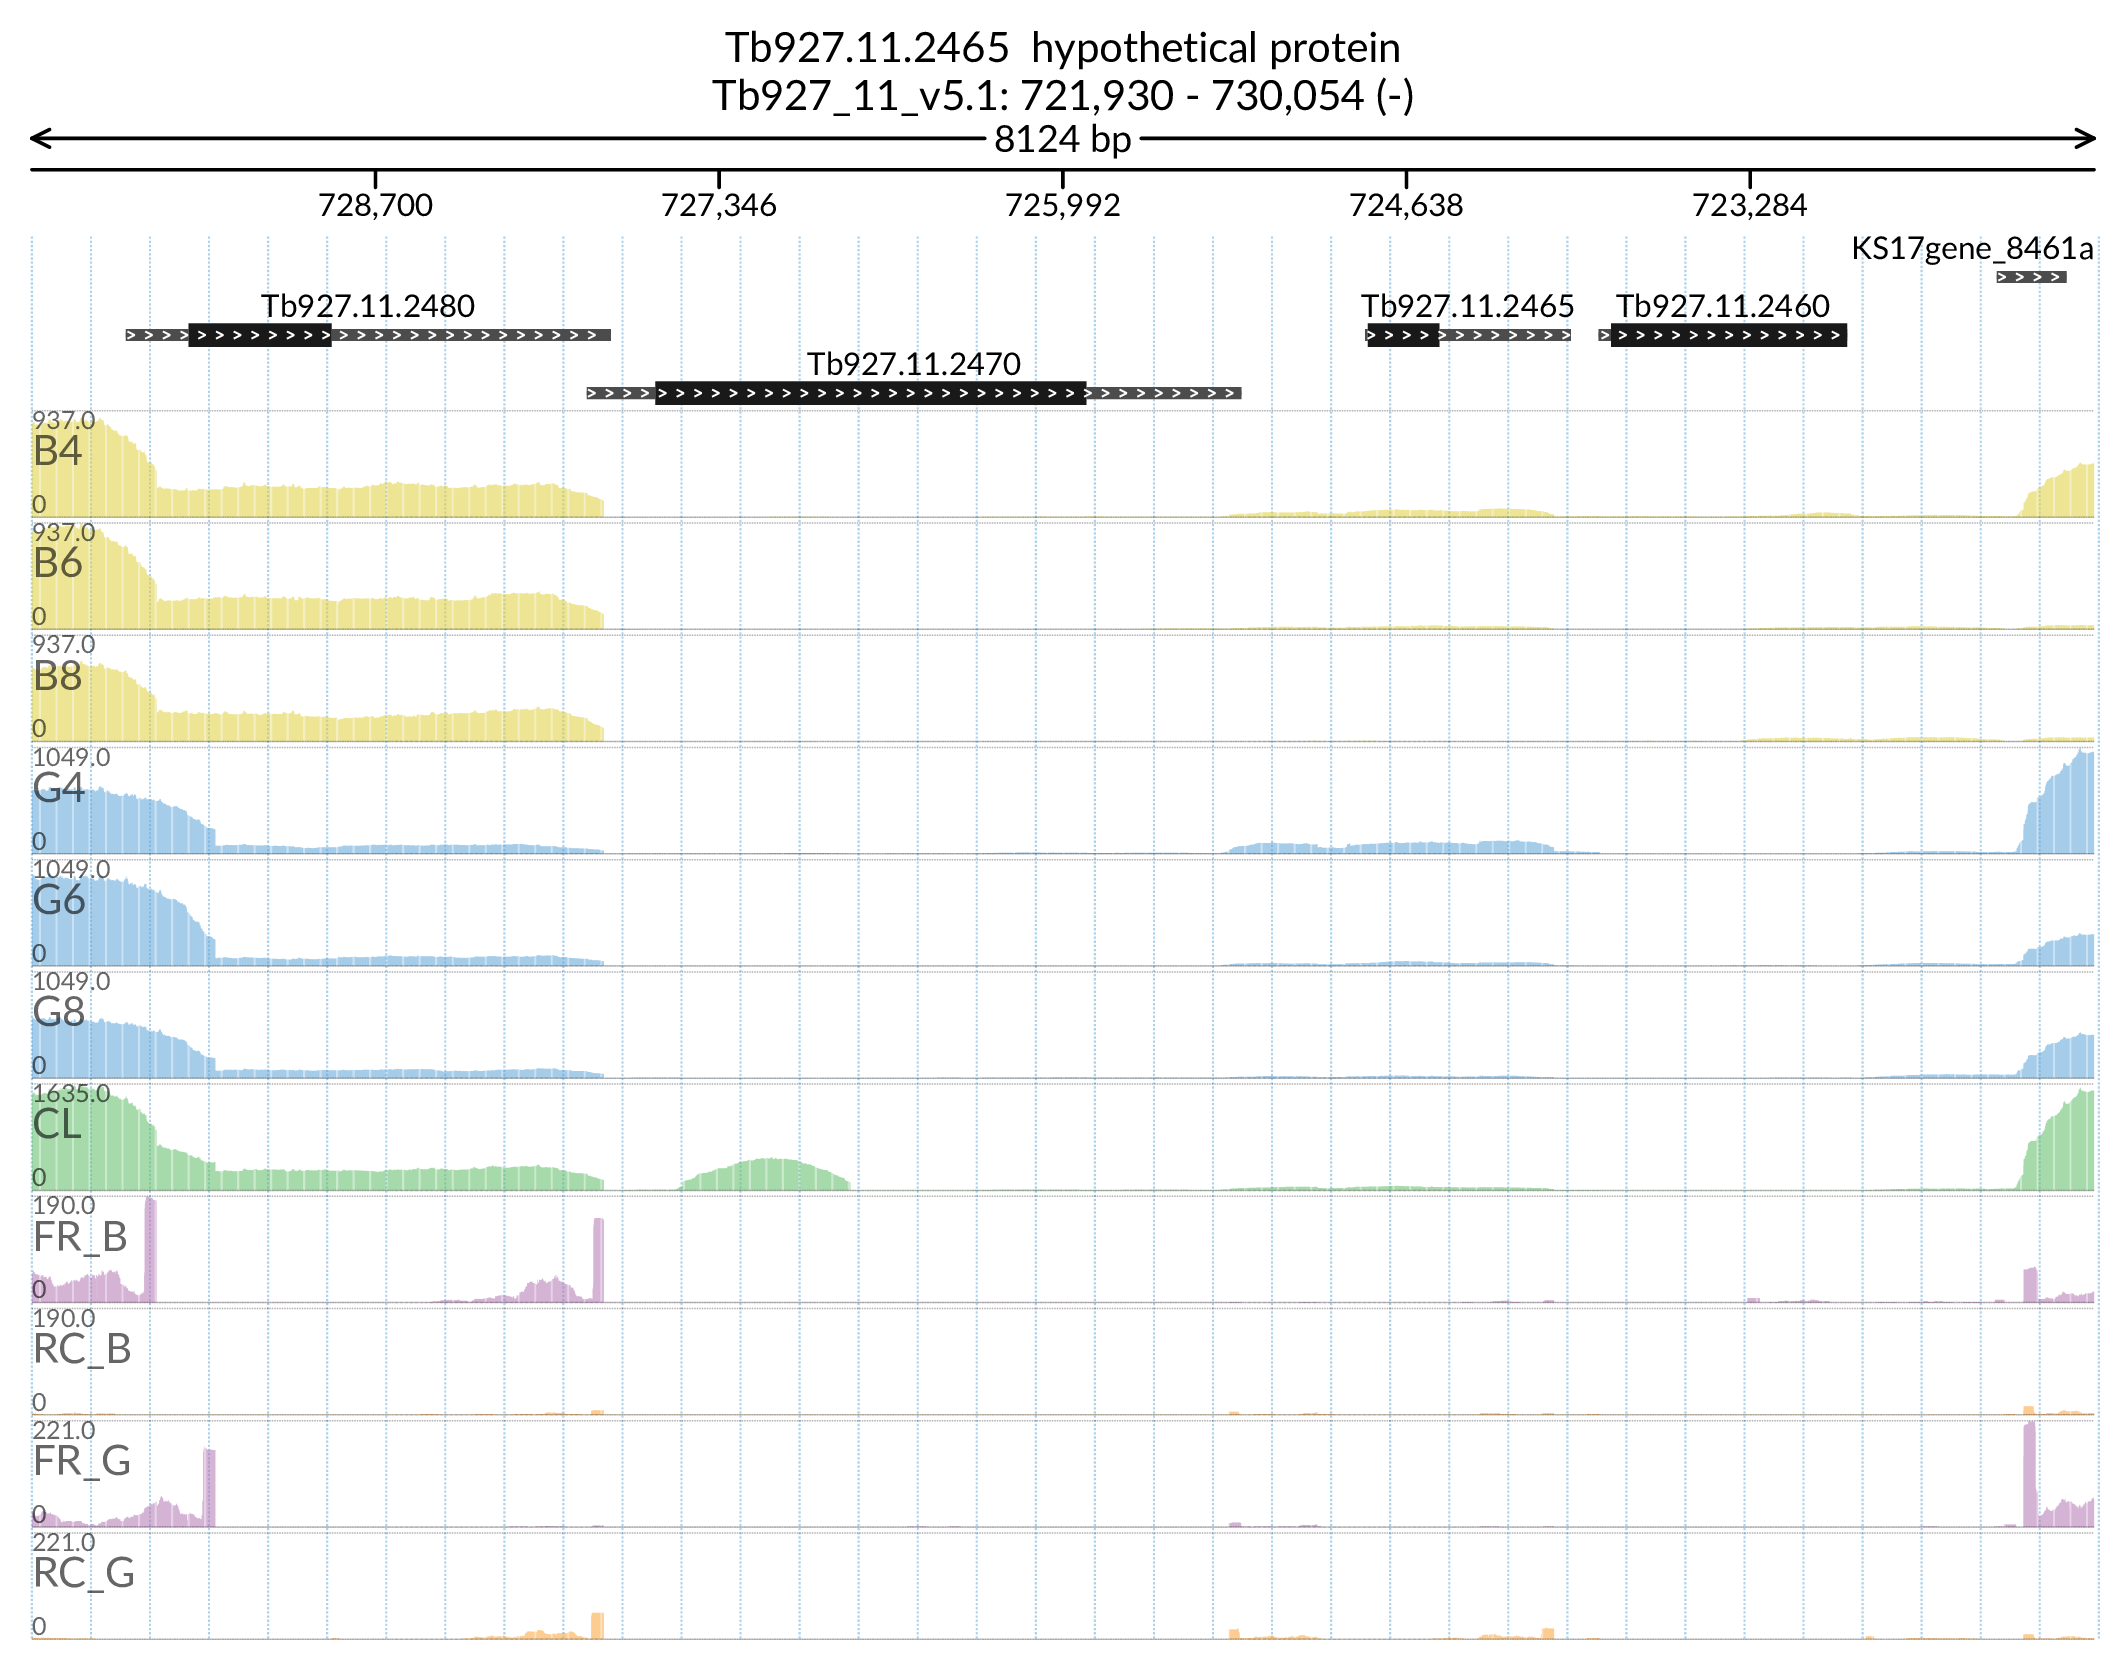 Tb927.11.2465 hypothetical protein
Tb927_11_v5.1: 721,930 - 730,054 (-)
8124 bp
728,700 727,346 725,992 724,638 723,284
KS17gene_8461a
Tb927.11.2480 Tb927.11.2465 Tb927.11.2460
Tb927.11.2470
937.0
B4
0
937.0
B6
0
937.0
B8
0
1049.0
G4
0
1049.0
G6
0
1049.0
G8
0
1635.0
CL
0
190.0
FR_B
0
190.0
RC_B
0
221.0
FR_G
0
221.0
RC_G
0